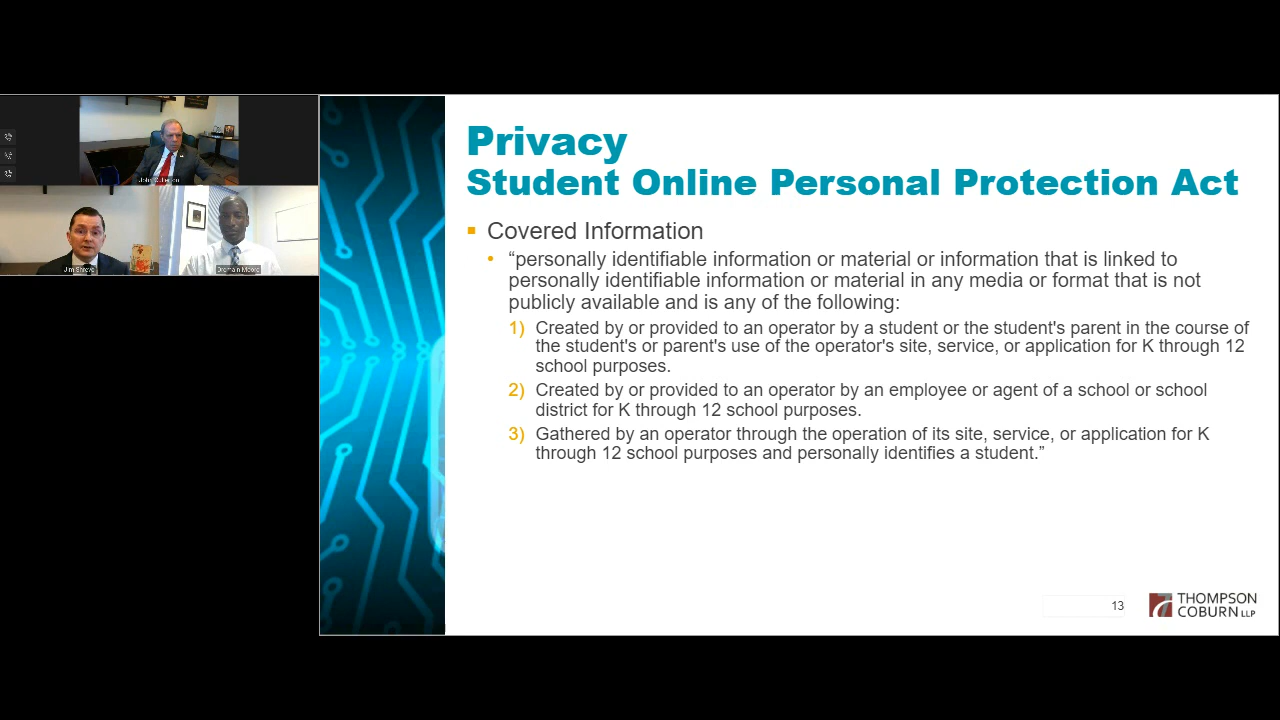 John Cullerton
Jim Shreve
Dromain Moore
Privacy
Student Online Personal Protection Act
▪ Covered Information
• “personally identifiable information or material or information that is linked to
personally identifiable information or material in any media or format that is not
publicly available and is any of the following:
1) Created by or provided to an operator by a student or the student's parent in the course of
the student's or parent's use of the operator's site, service, or application for K through 12
school purposes.
2) Created by or provided to an operator by an employee or agent of a school or school
district for K through 12 school purposes.
3) Gathered by an operator through the operation of its site, service, or application for K
through 12 school purposes and personally identifies a student.”
13
THOMPSON
COBURN LLP